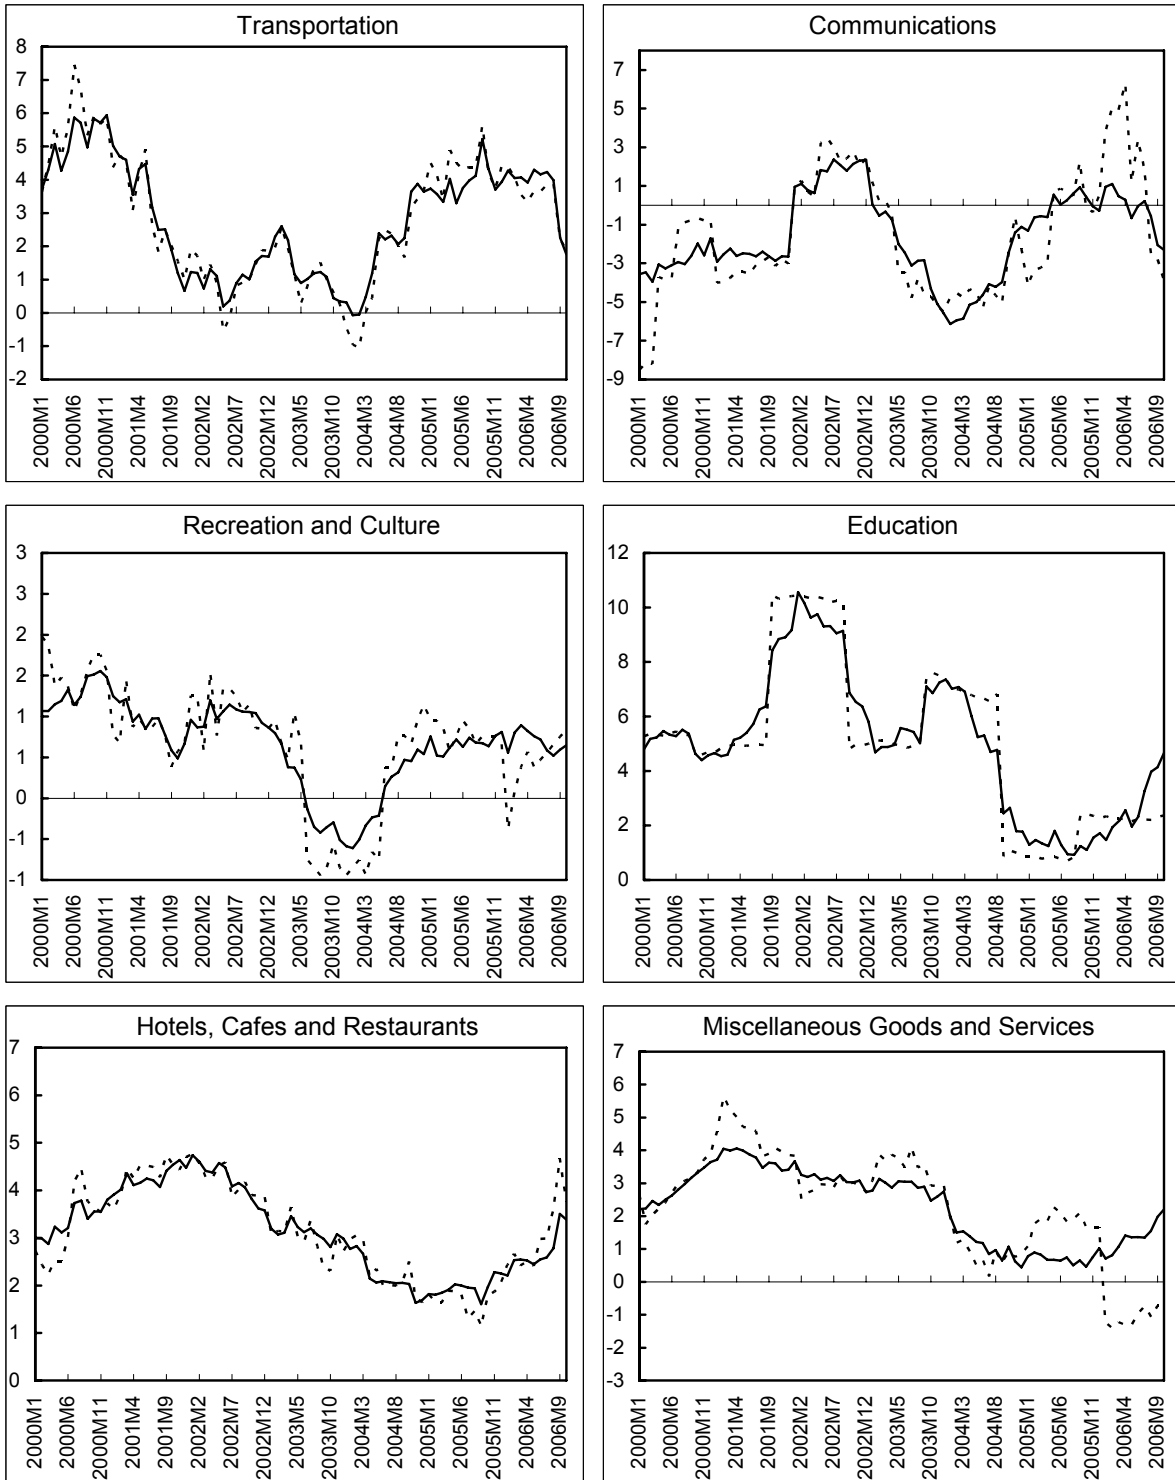 Transportation
8
7
6
5
4
3
2
1
0
-1
-2
2000M1
2000M6
2000M11
2001M4
2001M9
2002M2
2002M7
2002M12
2003M5
2003M10
2004M3
2004M8
2005M1
2005M6
2005M11
2006M4
2006M9
Communications
7
5
3
1
-1
-3
-5
-7
-9
2000M1
2000M6
2000M11
2001M4
2001M9
2002M2
2002M7
2002M12
2003M5
2003M10
2004M3
2004M8
2005M1
2005M6
2005M11
2006M4
2006M9
Recreation and Culture
3
3
2
2
1
1
0
-1
-1
2000M1
2000M6
2000M11
2001M4
2001M9
2002M2
2002M7
2002M12
2003M5
2003M10
2004M3
2004M8
2005M1
2005M6
2005M11
2006M4
2006M9
Education
12
10
8
6
4
2
0
2000M1
2000M6
2000M11
2001M4
2001M9
2002M2
2002M7
2002M12
2003M5
2003M10
2004M3
2004M8
2005M1
2005M6
2005M11
2006M4
2006M9
Hotels, Cafes and Restaurants
7
6
5
4
3
2
1
0
2000M1
2000M6
2000M11
2001M4
2001M9
2002M2
2002M7
2002M12
2003M5
2003M10
2004M3
2004M8
2005M1
2005M6
2005M11
2006M4
2006M9
Miscellaneous Goods and Services
7
6
5
4
3
2
1
0
-1
-2
-3
2000M1
2000M6
2000M11
2001M4
2001M9
2002M2
2002M7
2002M12
2003M5
2003M10
2004M3
2004M8
2005M1
2005M6
2005M11
2006M4
2006M9